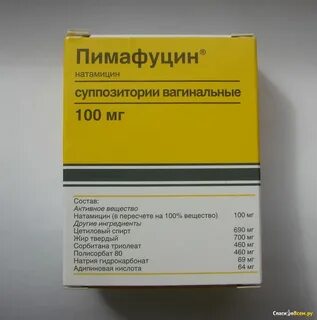 Пимафуцин®
натамицин
суппозитории вагинальные
100 мг
Состав:
Активное вещество
Натамицин (в пересчете на 100% вещество) 100 мг
Другие ингредиенты
Цетиловый спирт 690 мг
Жир твердый 700 мг
Сорбитана триолеат 460 мг
Полисорбат 80 460 мг
Натрия гидрокарбонат 69 мг
Адипиновая кислота 64 мг
СпасибоВсем.ру